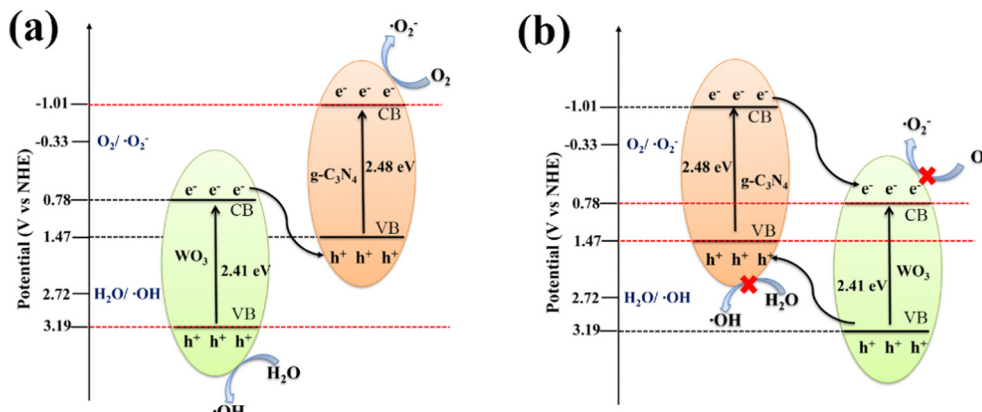 (a)
Potential (V vs NHE)
-1.01
-0.33
0.78
1.47
2.72
3.19
O₂/ ·O₂⁻
H₂O/ ·OH
·O₂⁻
O₂
e⁻ e⁻ e⁻
CB
2.48 eV
g-C₃N₄
VB
h⁺ h⁺ h⁺
e⁻ e⁻ e⁻
CB
WO₃
2.41 eV
VB
h⁺ h⁺ h⁺
H₂O
·OH
(b)
Potential (V vs NHE)
-1.01
-0.33
0.78
1.47
2.72
3.19
O₂/ ·O₂⁻
H₂O/ ·OH
e⁻ e⁻ e⁻
CB
2.48 eV
g-C₃N₄
VB
h⁺ h⁺ h⁺
H₂O
·OH
·O₂⁻
O
e⁻ e⁻ e⁻
CB
WO₃
2.41 eV
VB
h⁺ h⁺ h⁺